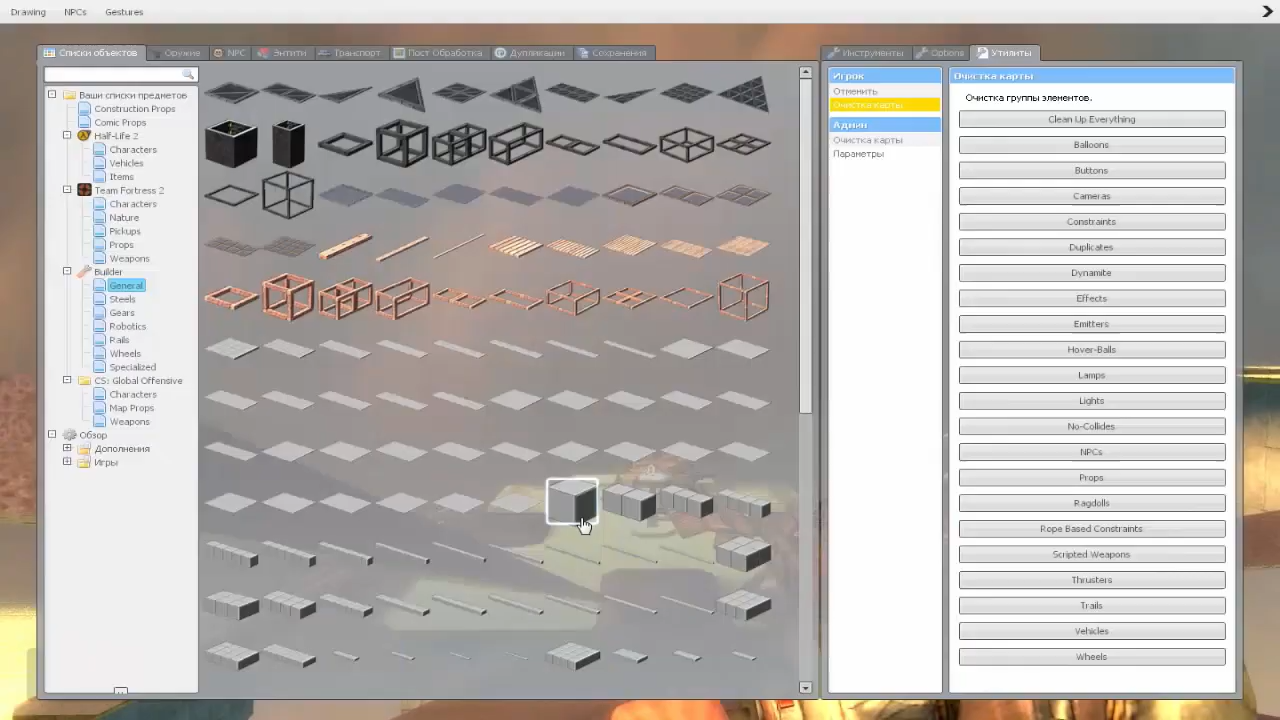 Drawing NPCs Gestures
Списки объектов Оружие NPC Энтити Транспорт Пост Обработка Дупликации Сохранения
Инструменты Options Утилиты
Ваши списки предметов
Construction Props
Comic Props
Half-Life 2
Characters
Vehicles
Items
Team Fortress 2
Characters
Nature
Pickups
Props
Weapons
Builder
General
Steels
Gears
Robotics
Rails
Wheels
Specialized
CS: Global Offensive
Characters
Map Props
Weapons
Обзор
Дополнения
Игры
Игрок
Отменить
Очистка карты
Админ
Очистка карты
Параметры
Очистка карты
Очистка группы элементов.
Clean Up Everything
Balloons
Buttons
Cameras
Constraints
Duplicates
Dynamite
Effects
Emitters
Hover-Balls
Lamps
Lights
No-Collides
NPCs
Props
Ragdolls
Rope Based Constraints
Scripted Weapons
Thrusters
Trails
Vehicles
Wheels